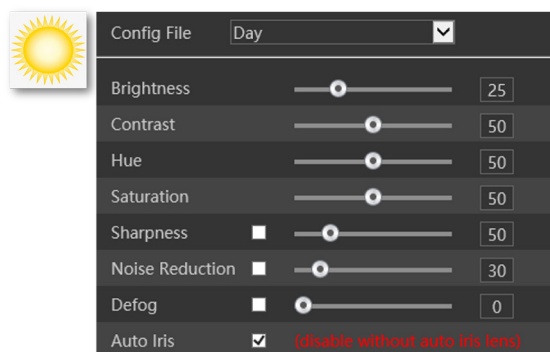 Config File Day
Brightness 25
Contrast 50
Hue 50
Saturation 50
Sharpness 50
Noise Reduction 30
Defog 0
Auto Iris (disable without auto iris lens)